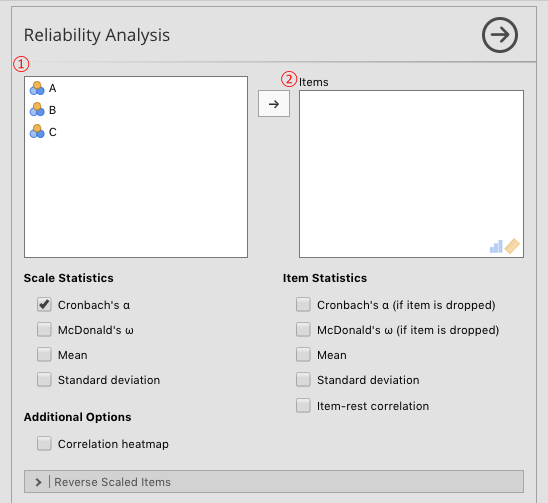 Reliability Analysis
①
② Items
A
B
C
Scale Statistics
Cronbach's α
McDonald's ω
Mean
Standard deviation
Item Statistics
Cronbach's α (if item is dropped)
McDonald's ω (if item is dropped)
Mean
Standard deviation
Item-rest correlation
Additional Options
Correlation heatmap
Reverse Scaled Items